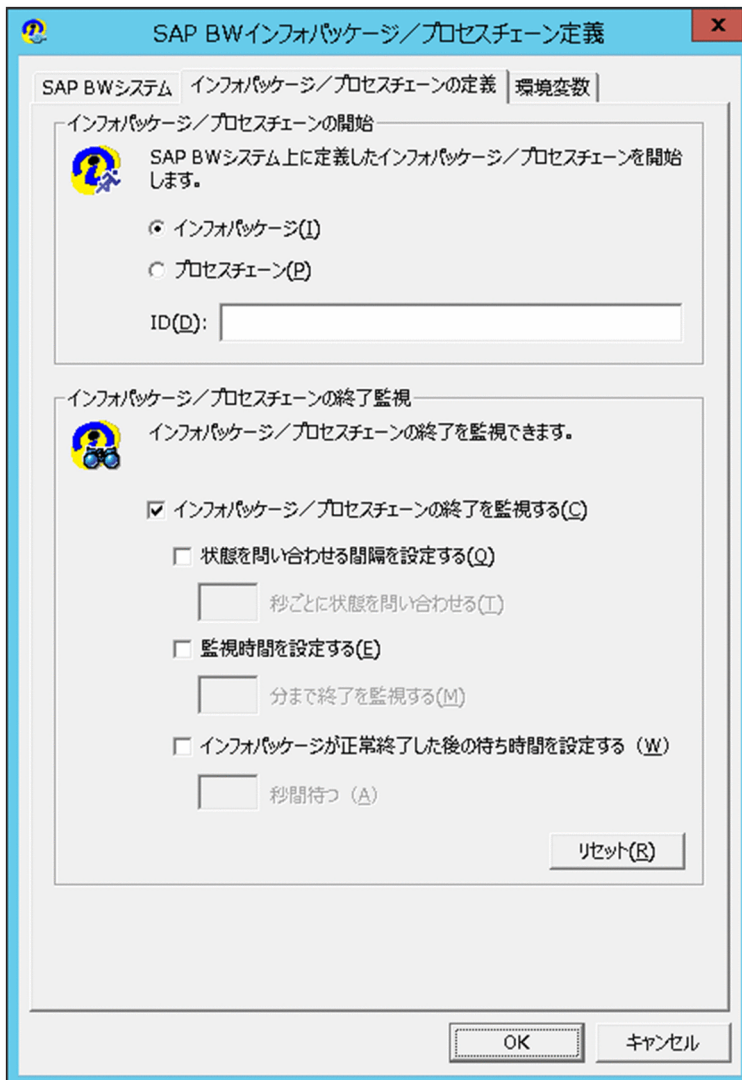 SAP BWインフォパッケージ／プロセスチェーン定義
x
SAP BWシステム
インフォパッケージ／プロセスチェーンの定義
環境変数
インフォパッケージ／プロセスチェーンの開始
SAP BWシステム上に定義したインフォパッケージ／プロセスチェーンを開始
します。
インフォパッケージ(I)
プロセスチェーン(P)
ID(D):
インフォパッケージ／プロセスチェーンの終了監視
インフォパッケージ／プロセスチェーンの終了を監視できます。
インフォパッケージ／プロセスチェーンの終了を監視する(C)
状態を問い合わせる間隔を設定する(Q)
秒ごとに状態を問い合わせる(T)
監視時間を設定する(E)
分まで終了を監視する(M)
インフォパッケージが正常終了した後の待ち時間を設定する（W）
秒間待つ（A）
リセット(R)
OK
キャンセル